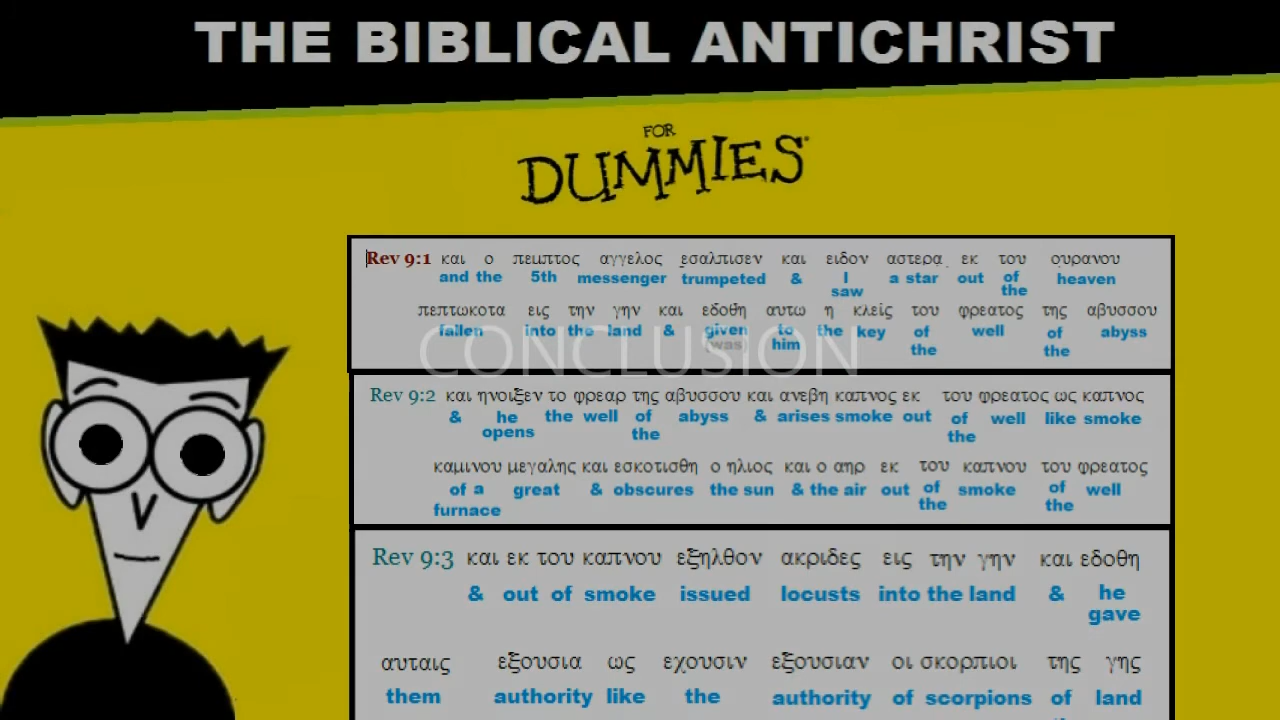 THE BIBLICAL ANTICHRIST
FOR
DUMMIES
Rev 9:1 και ο πεμπτος αγγελος εσαλπισεν και ειδον αστερα εκ του ουρανου
and the 5th messenger trumpeted & I saw a star out of the heaven
πεπτωκοτα εις την γην και εδοθη αυτω η κλεις του φρεατος της αβυσσου
fallen into the land & given (was) to him the key of the well of the abyss
CONCLUSION
Rev 9:2 και ηνοιξεν το φρεαρ της αβυσσου και ανεβη καπνος εκ του φρεατος ως καπνος
& he opens the well of the abyss & arises smoke out of the well like smoke
καμινου μεγαλης και εσκοτισθη ο ηλιος και ο αηρ εκ του καπνου του φρεατος
of a furnace great & obscures the sun & the air out of the smoke of the well
Rev 9:3 και εκ του καπνου εξηλθον ακριδες εις την γην και εδοθη
& out of smoke issued locusts into the land & he gave
αυταις εξουσια ως εχουσιν εξουσιαν οι σκορπιοι της γης
them authority like the authority of scorpions of land